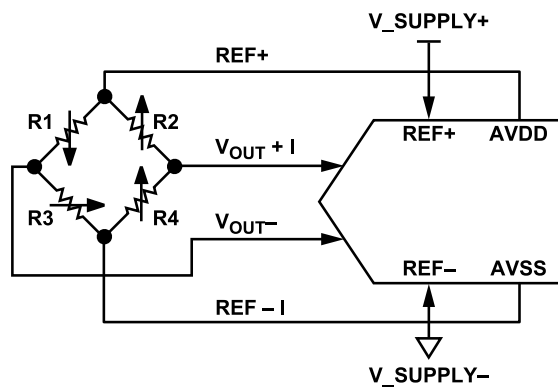 V_SUPPLY+
REF+
R1
R2
REF+ AVDD
VOUT + I
R3
R4
VOUT–
REF– AVSS
REF – I
V_SUPPLY–